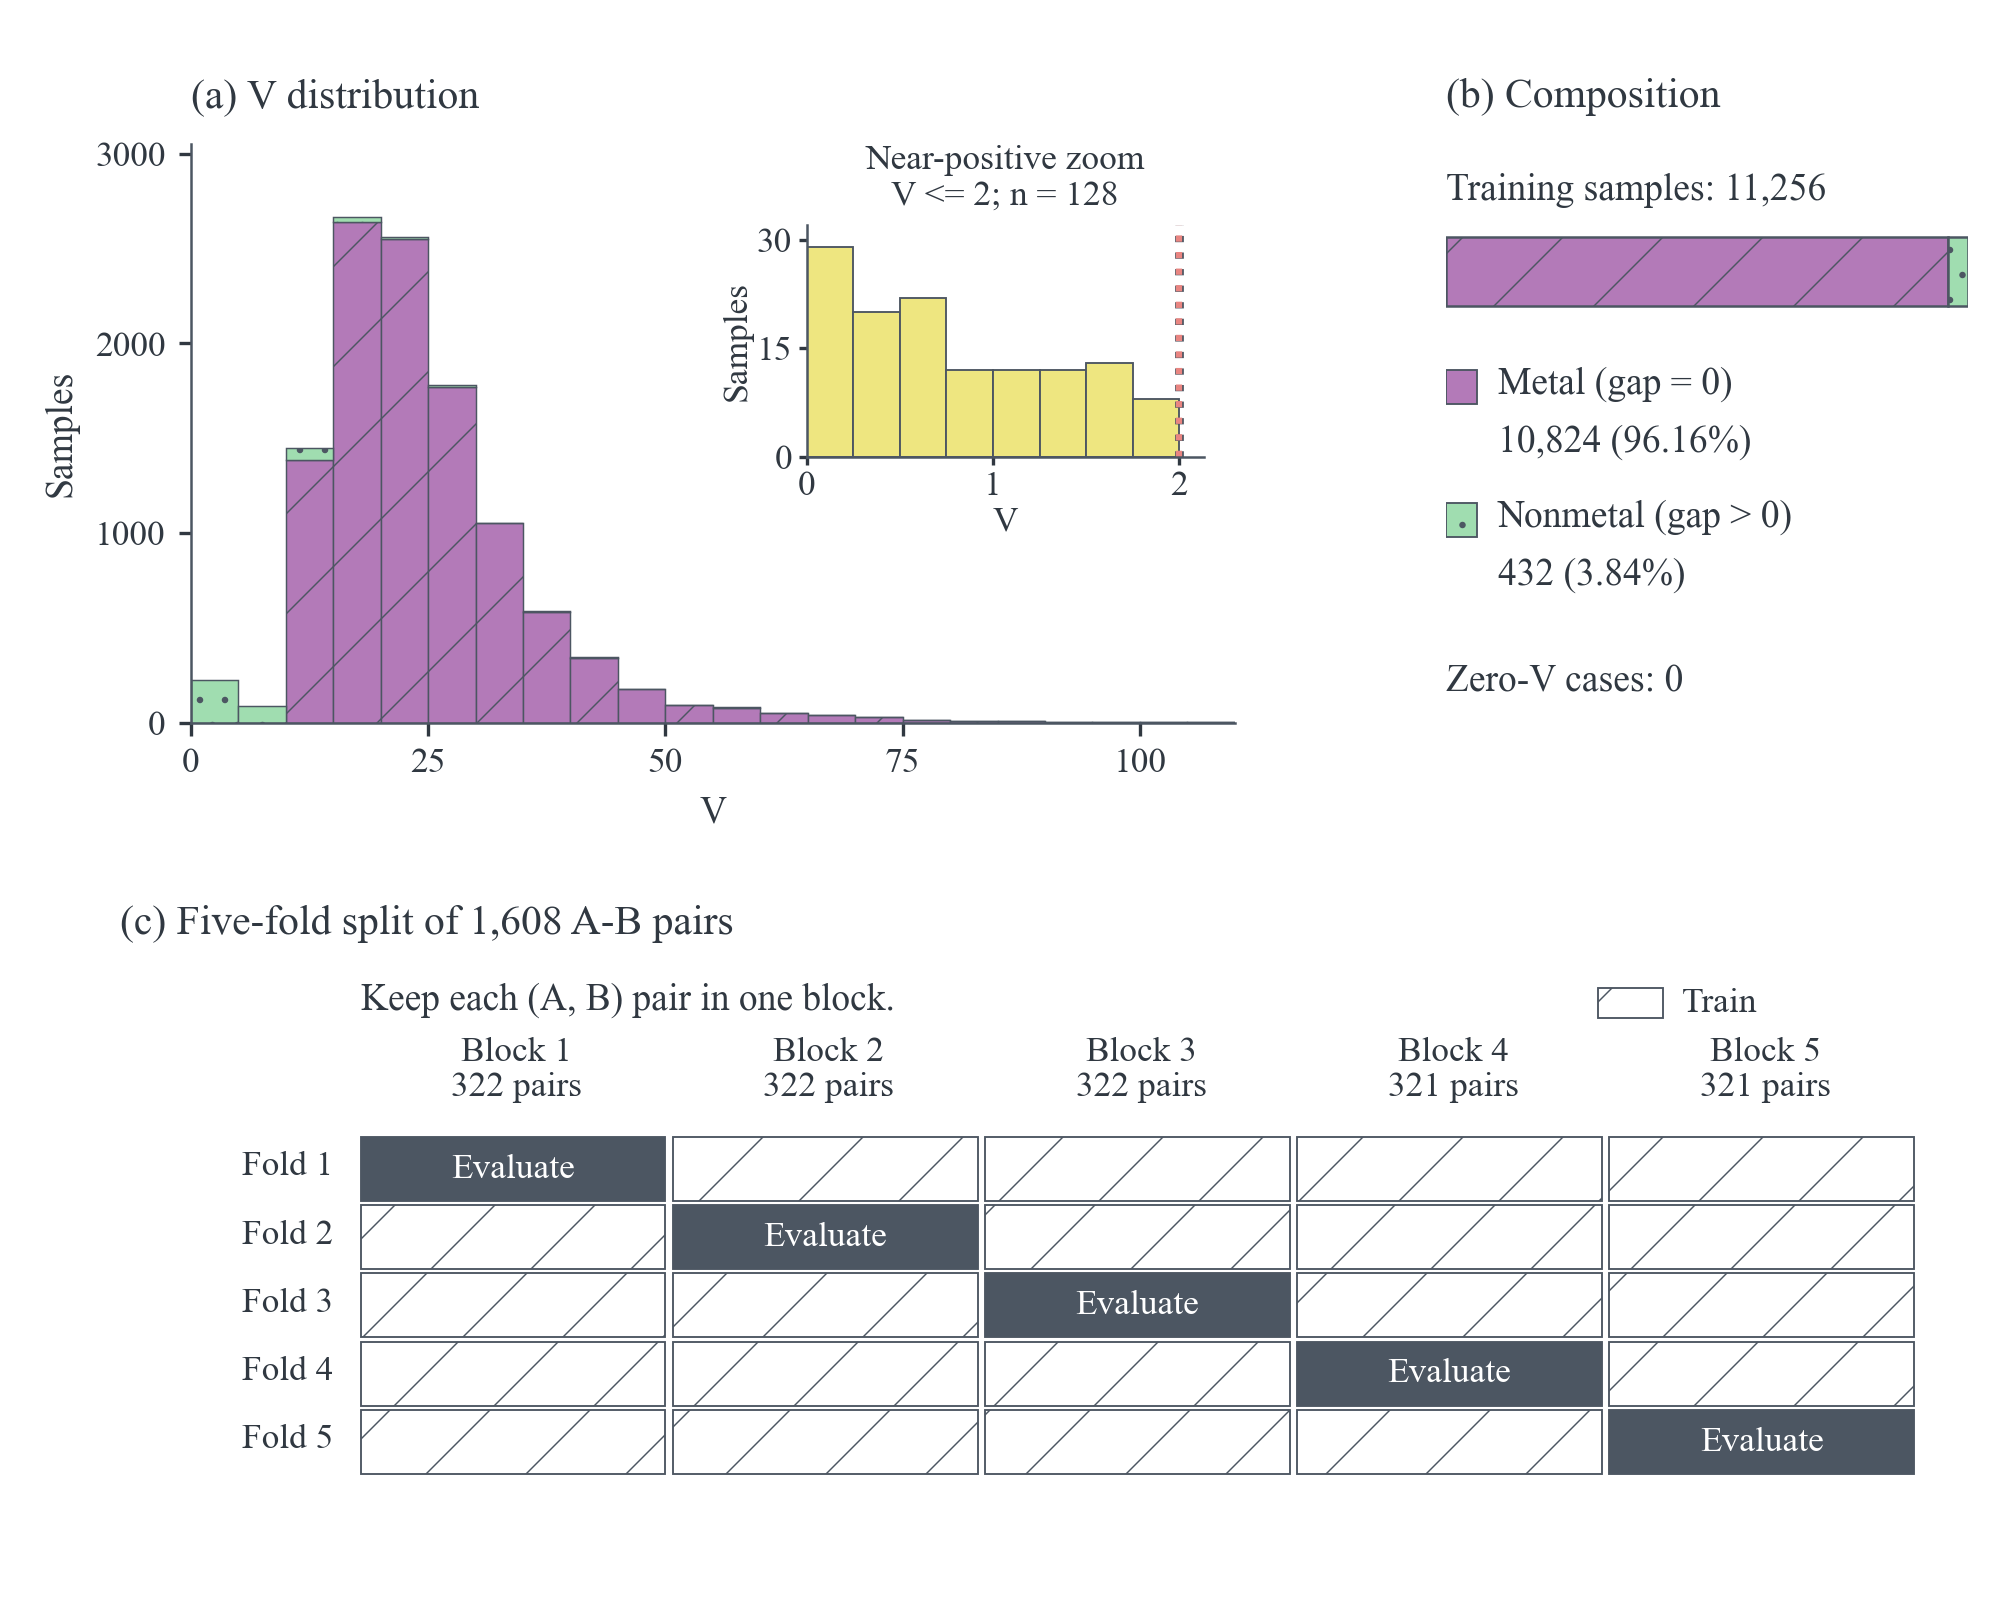 (a) V distribution
3000
2000
1000
0
Samples
0
25
50
75
100
V
Near-positive zoom
V <= 2; n = 128
30
15
0
Samples
0
1
2
V
(b) Composition
Training samples: 11,256
Metal (gap = 0)
10,824 (96.16%)
Nonmetal (gap > 0)
432 (3.84%)
Zero-V cases: 0
(c) Five-fold split of 1,608 A-B pairs
Keep each (A, B) pair in one block.
Train
Block 1
322 pairs
Block 2
322 pairs
Block 3
322 pairs
Block 4
321 pairs
Block 5
321 pairs
Fold 1
Evaluate
Fold 2
Evaluate
Fold 3
Evaluate
Fold 4
Evaluate
Fold 5
Evaluate